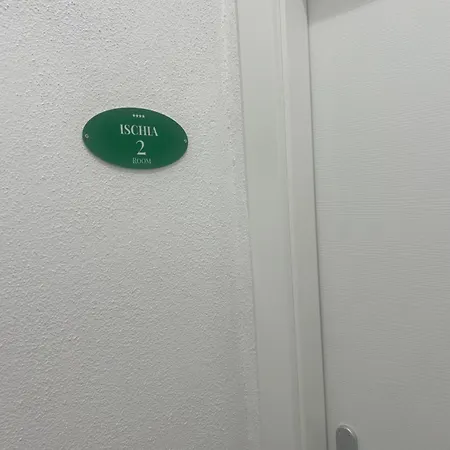 ****
ISCHIA
2
ROOM